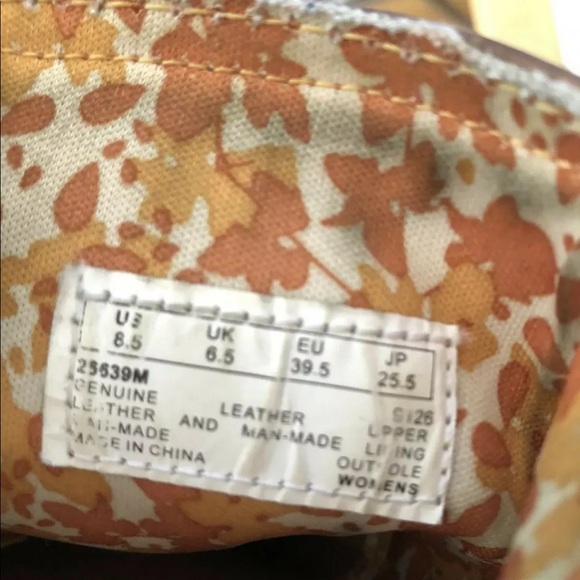 US UK EU JP
8.5 6.5 39.5 25.5
25639M
GENUINE LEATHER
LEATHER AND MAN-MADE UPPER
MAN-MADE LINING
MADE IN CHINA OUTSOLE
WOMENS